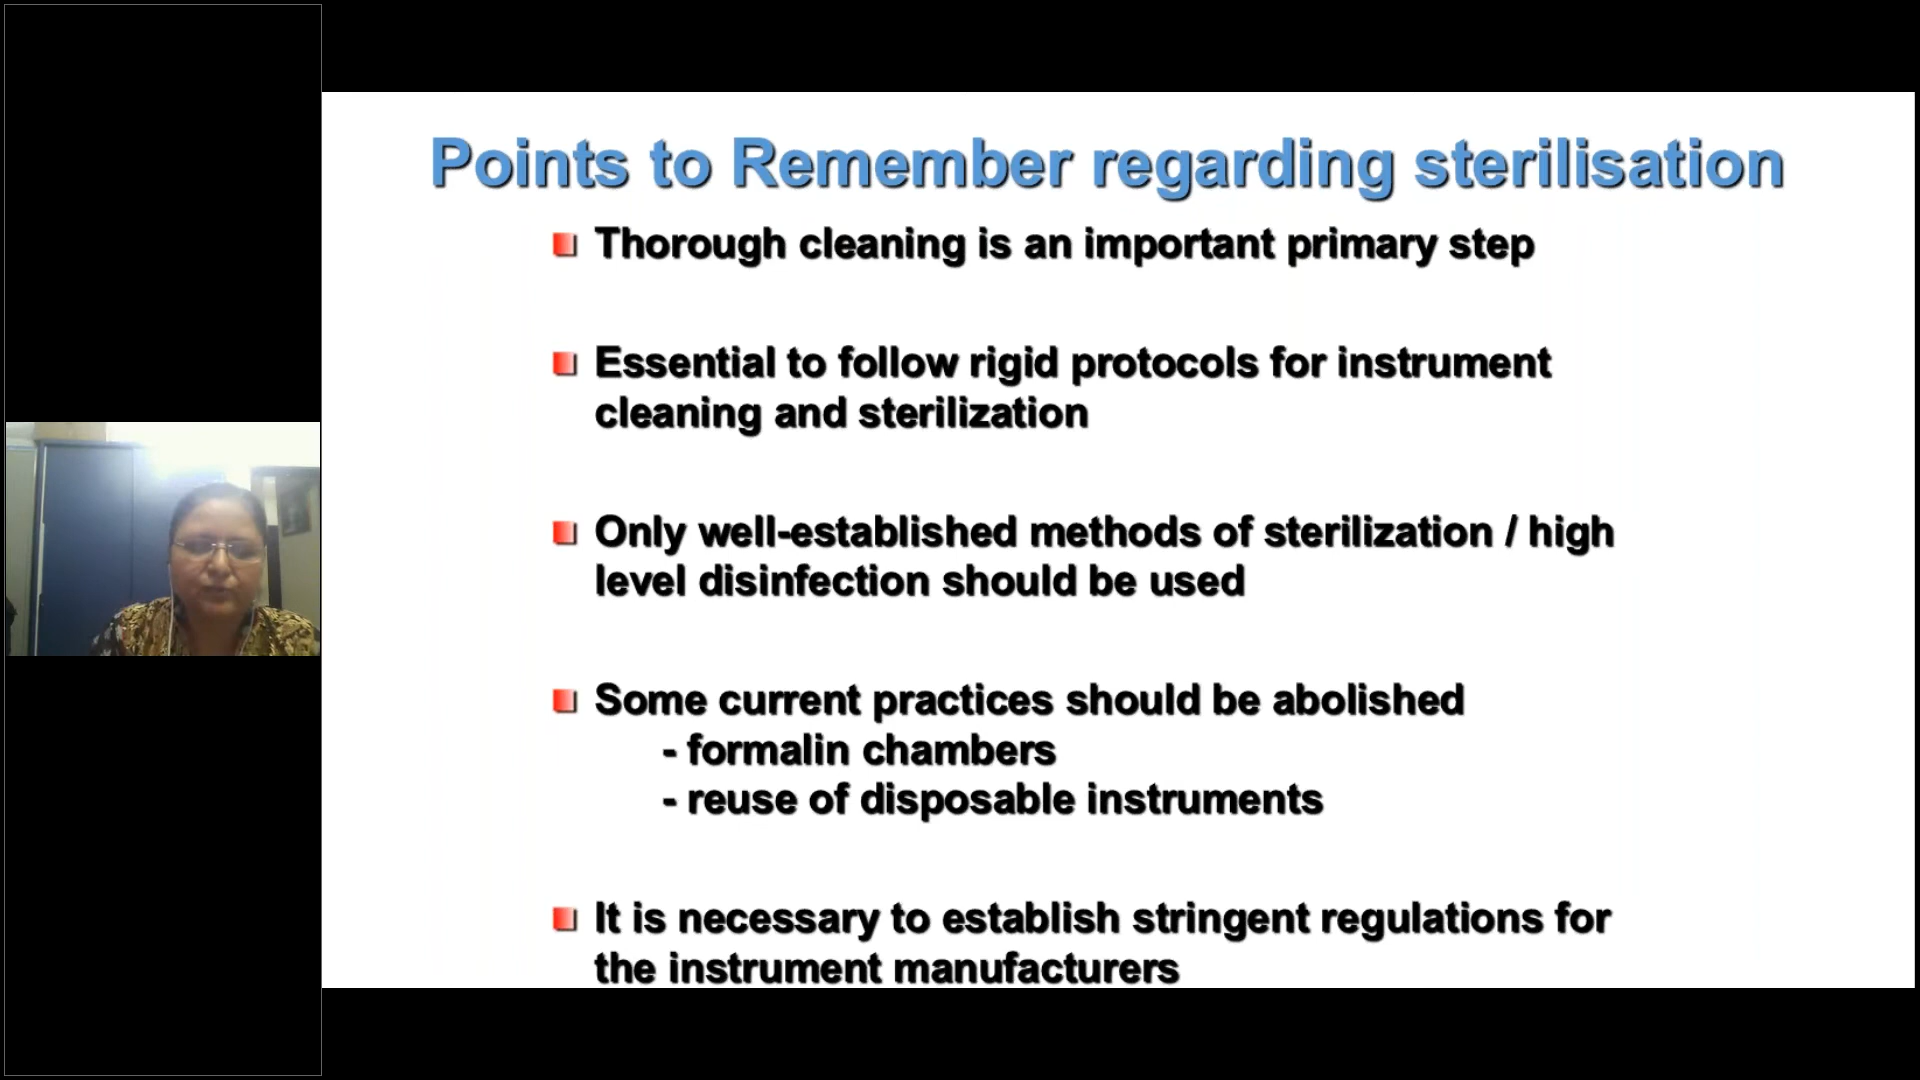 Points to Remember regarding sterilisation
Thorough cleaning is an important primary step
Essential to follow rigid protocols for instrument
cleaning and sterilization
Only well-established methods of sterilization / high
level disinfection should be used
Some current practices should be abolished
- formalin chambers
- reuse of disposable instruments
It is necessary to establish stringent regulations for
the instrument manufacturers